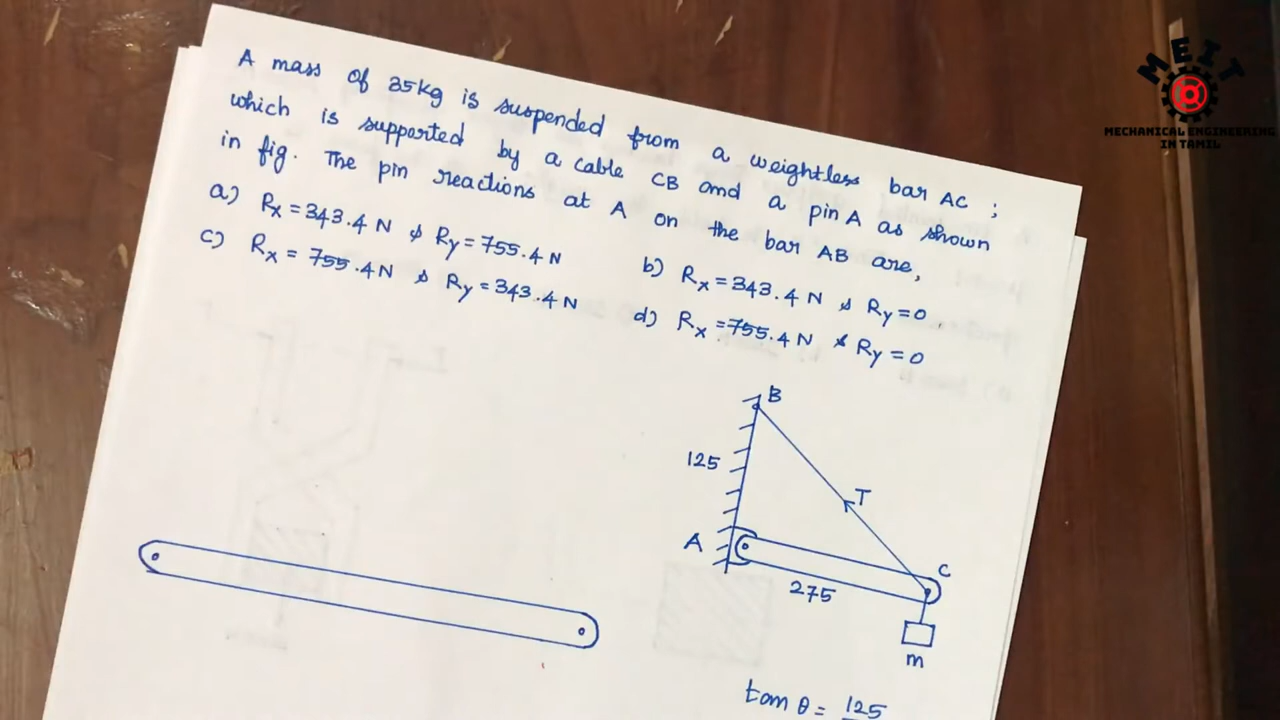 A mass of 35kg is suspended from a weightless bar AC ;
which is supported by a cable CB and a pin A as shown
in fig. The pin reactions at A on the bar AB are,
a) Rx = 343.4 N & Ry = 755.4 N
b) Rx = 343.4 N & Ry = 0.
c) Rx = 755.4N & Ry = 343.4 N
d) Rx = 755.4 N & Ry = 0
B
125
T
A
C
275
m
tan θ = 125
MEIT
MECHANICAL ENGINEERING
IN TAMIL